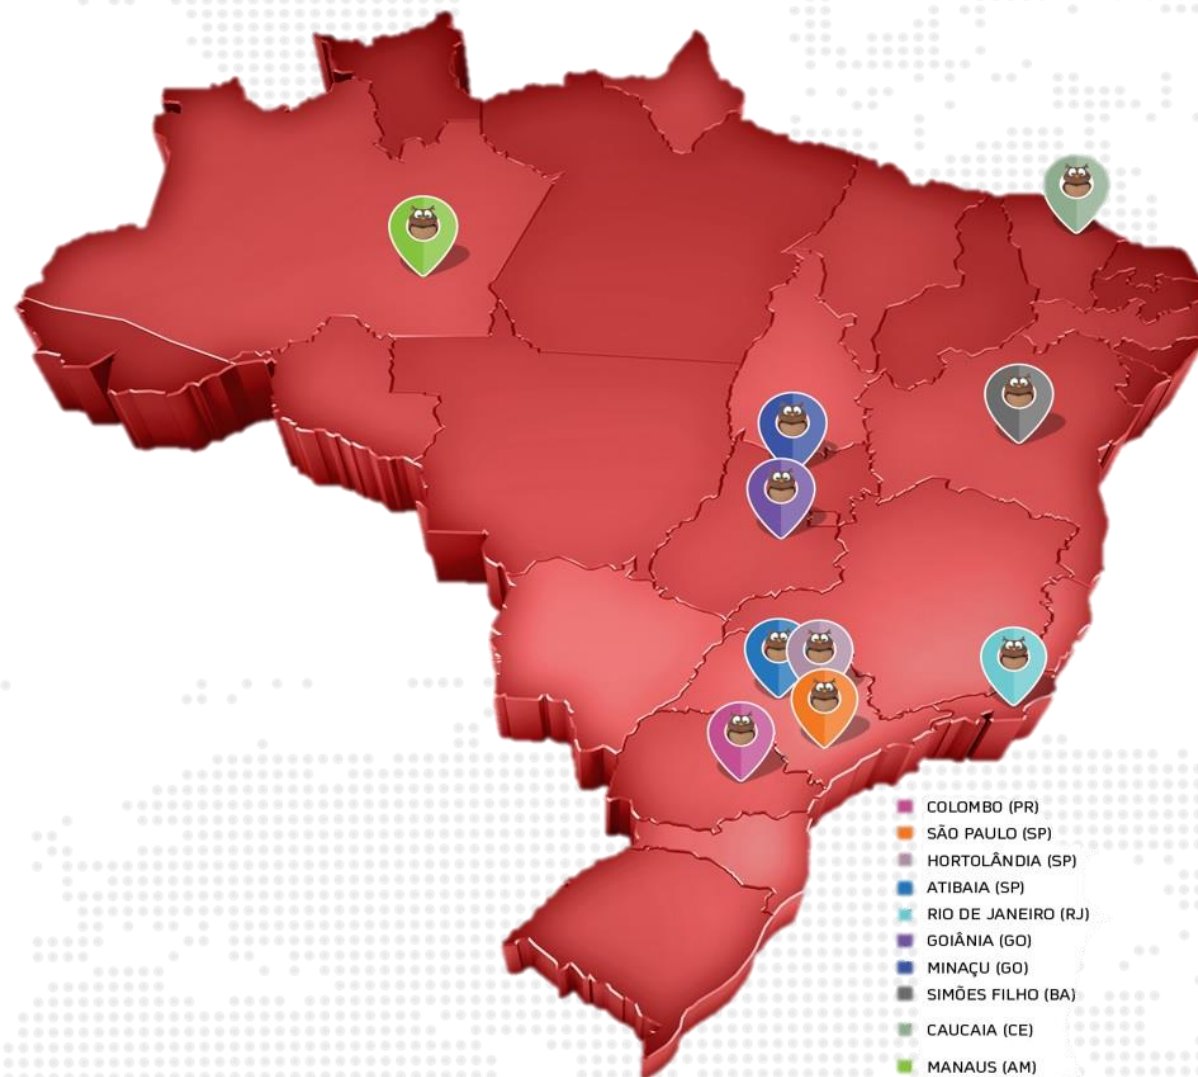 COLOMBO (PR)
SÃO PAULO (SP)
HORTOLÂNDIA (SP)
ATIBAIA (SP)
RIO DE JANEIRO (RJ)
GOIÂNIA (GO)
MINAÇU (GO)
SIMÕES FILHO (BA)
CAUCAIA (CE)
MANAUS (AM)